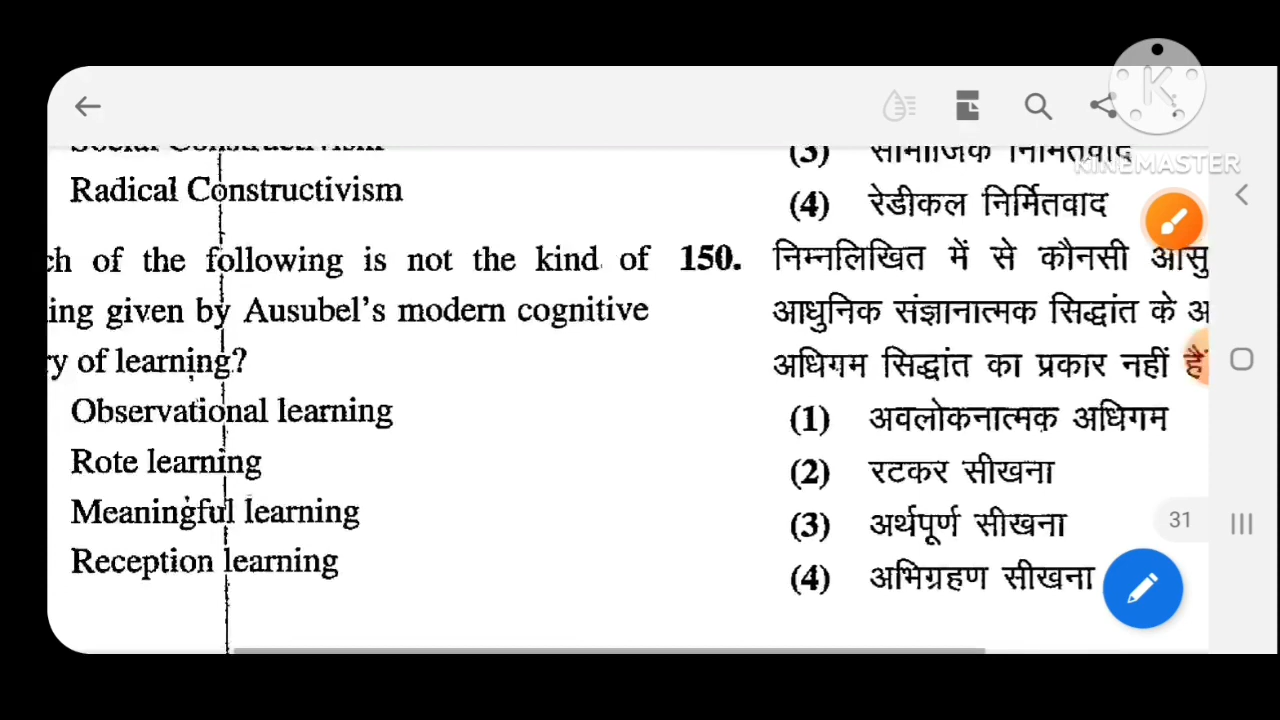 Social Constructivism
Radical Constructivism
of the following is not the kind of
given by Ausubel's modern cognitive
of learning?
Observational learning
Rote learning
Meaningful learning
Reception learning
(3) सामाजिक निर्मितवाद
(4) रेडीकल निर्मितवाद
150. निम्नलिखित में से कौनसी
आधुनिक संज्ञानात्मक सिद्धांत के
अधिगम सिद्धांत का प्रकार नहीं है
(1) अवलोकनात्मक अधिगम
(2) रटकर सीखना
(3) अर्थपूर्ण सीखना
(4) अभिग्रहण सीखना
31
K
KINEMASTER